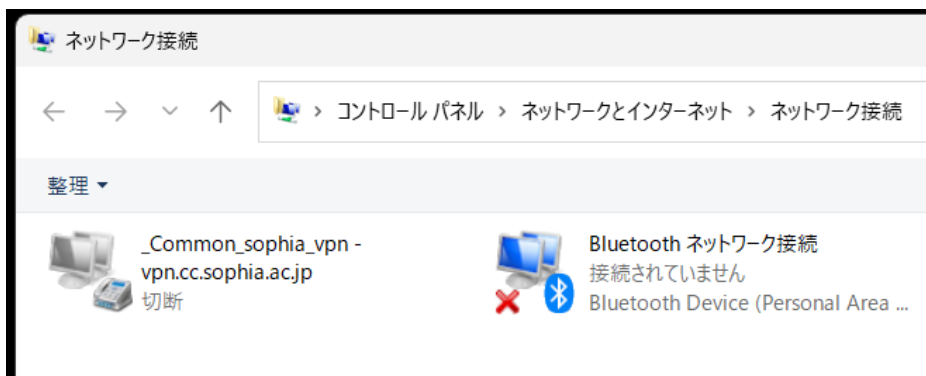 ネットワーク接続
コントロール パネル > ネットワークとインターネット > ネットワーク接続
整理
_Common_sophia_vpn -
vpn.cc.sophia.ac.jp
切断
Bluetooth ネットワーク接続
接続されていません
Bluetooth Device (Personal Area ...